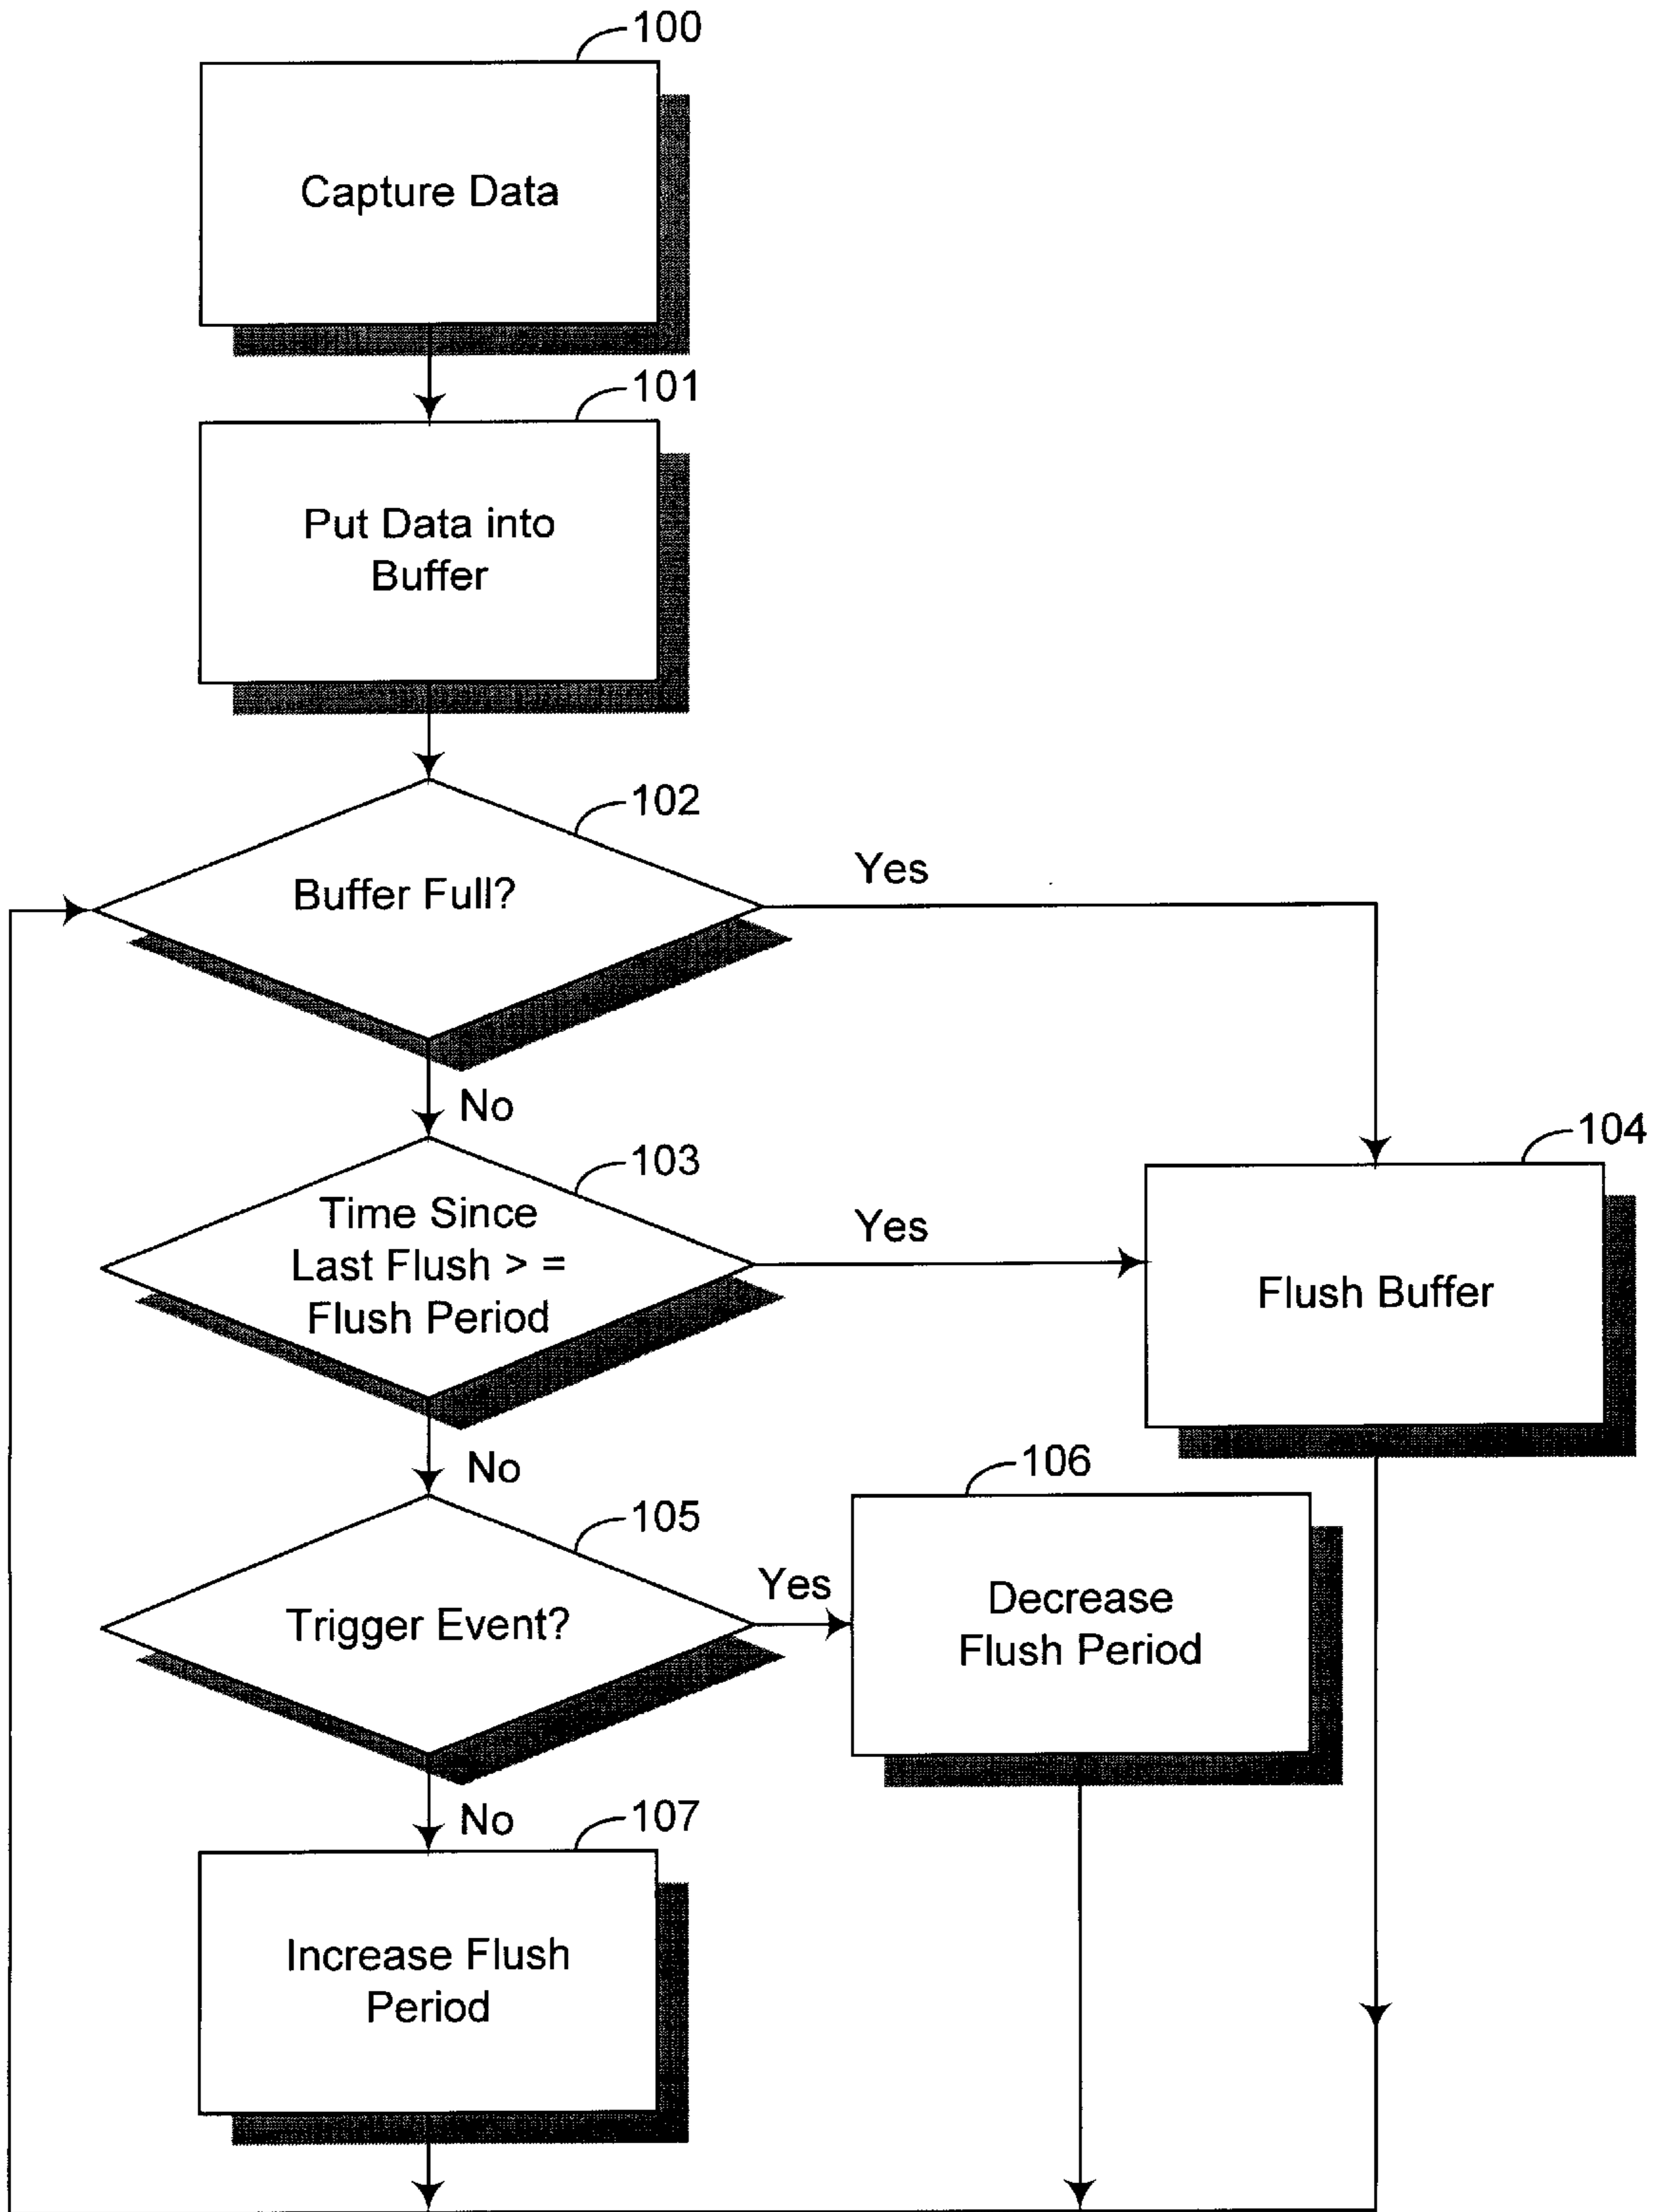 100
Capture Data
101
Put Data into
Buffer
102
Buffer Full?
Yes
No
103
Time Since
Last Flush > =
Flush Period
Yes
104
Flush Buffer
No
105
Trigger Event?
Yes
106
Decrease
Flush Period
No
107
Increase Flush
Period